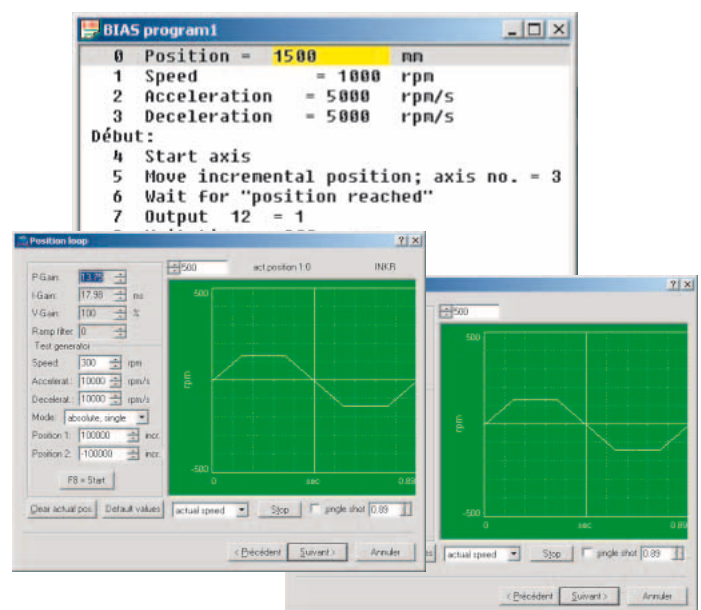 BIAS program1
0 Position = 1500 mm
1 Speed = 1000 rpm
2 Acceleration = 5000 rpm/s
3 Deceleration = 5000 rpm/s
Début:
4 Start axis
5 Move incremental position; axis no. = 3
6 Wait for "position reached"
7 Output 12 = 1
Position loop
500 act.position 1:0 INKR
P-Gain:
I-Gain: 17.98 ms
V-Gain: 100 %
Ramp filter: 0
Test generator
Speed: 300 rpm
Accelerat.: 10000 rpm/s
Decelerat.: 10000 rpm/s
Mode: absolute, single
Position 1: 100000 incr.
Position 2: -100000 incr.
F8 = Start
Clear actual pos. Default values
500
rpm
-500
0 sec 0.89
actual speed Stop single shot 0.89
< Précédent Suivant > Annuler
500
500
rpm
-500
0 sec 0.89
actual speed Stop single shot 0.89
< Précédent Suivant > Annuler